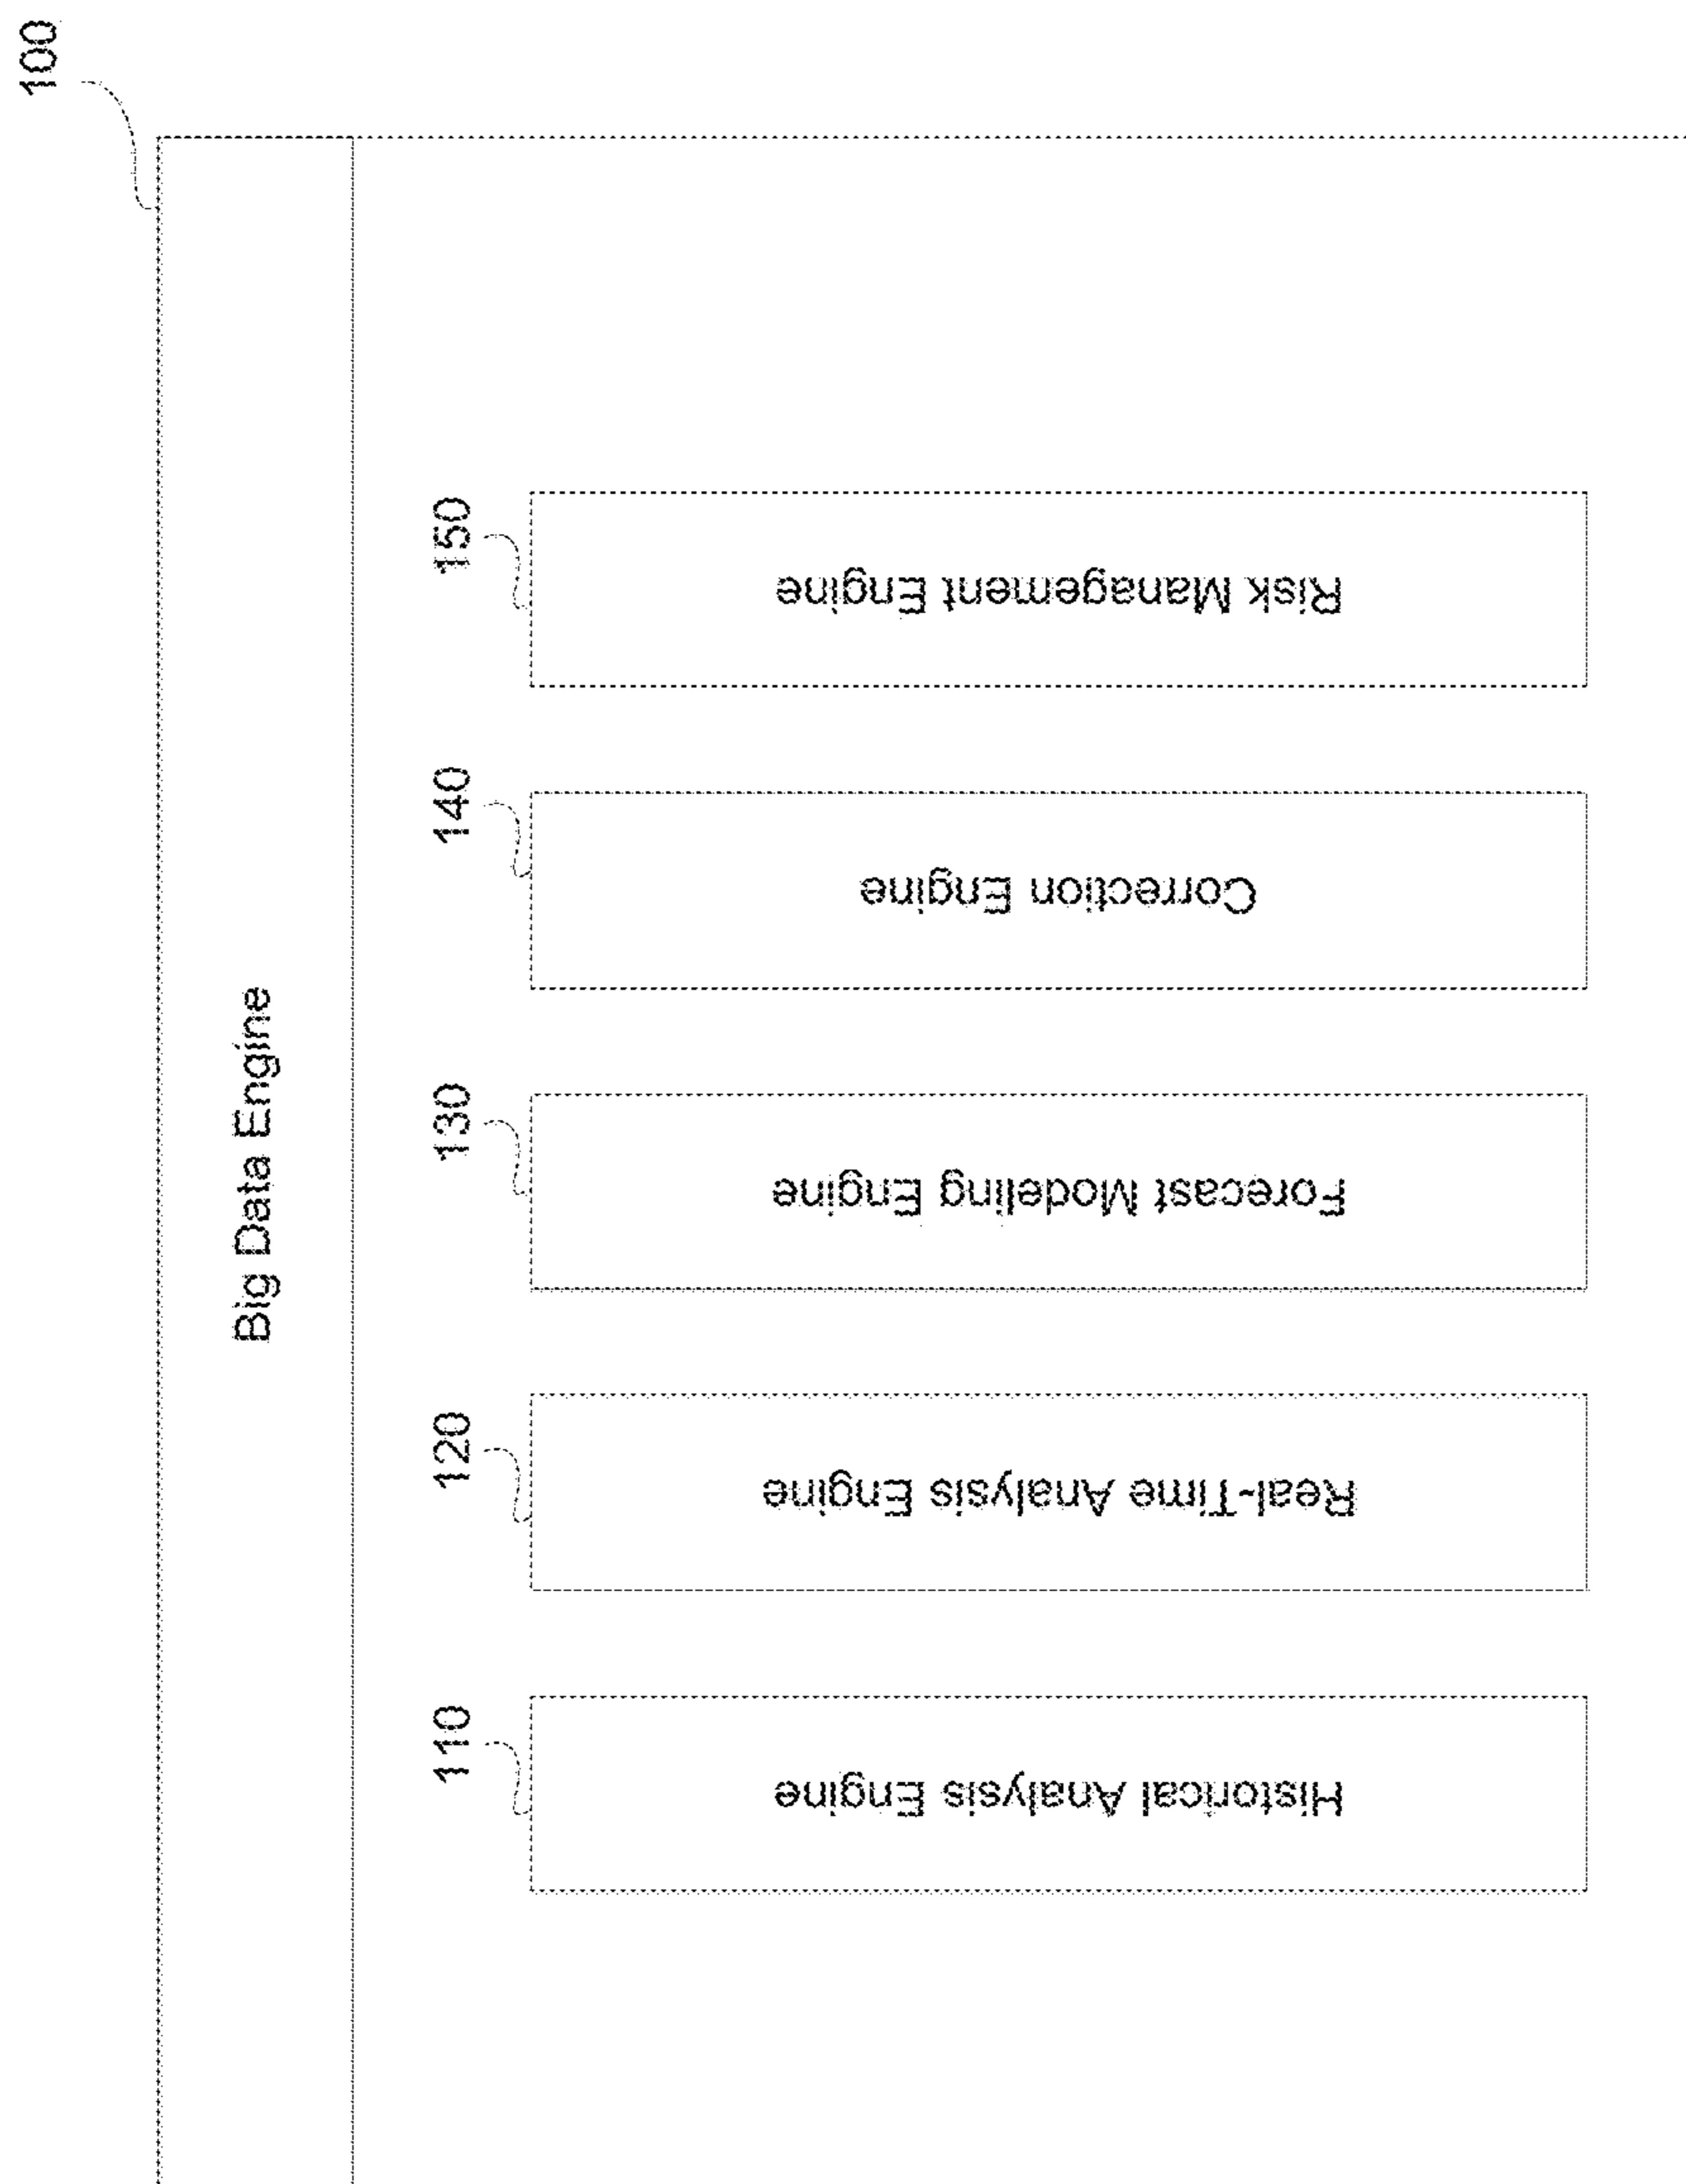 100
Big Data Engine
110
Historical Analysis Engine
120
Real-Time Analysis Engine
130
Forecast Modeling Engine
140
Correction Engine
150
Risk Management Engine